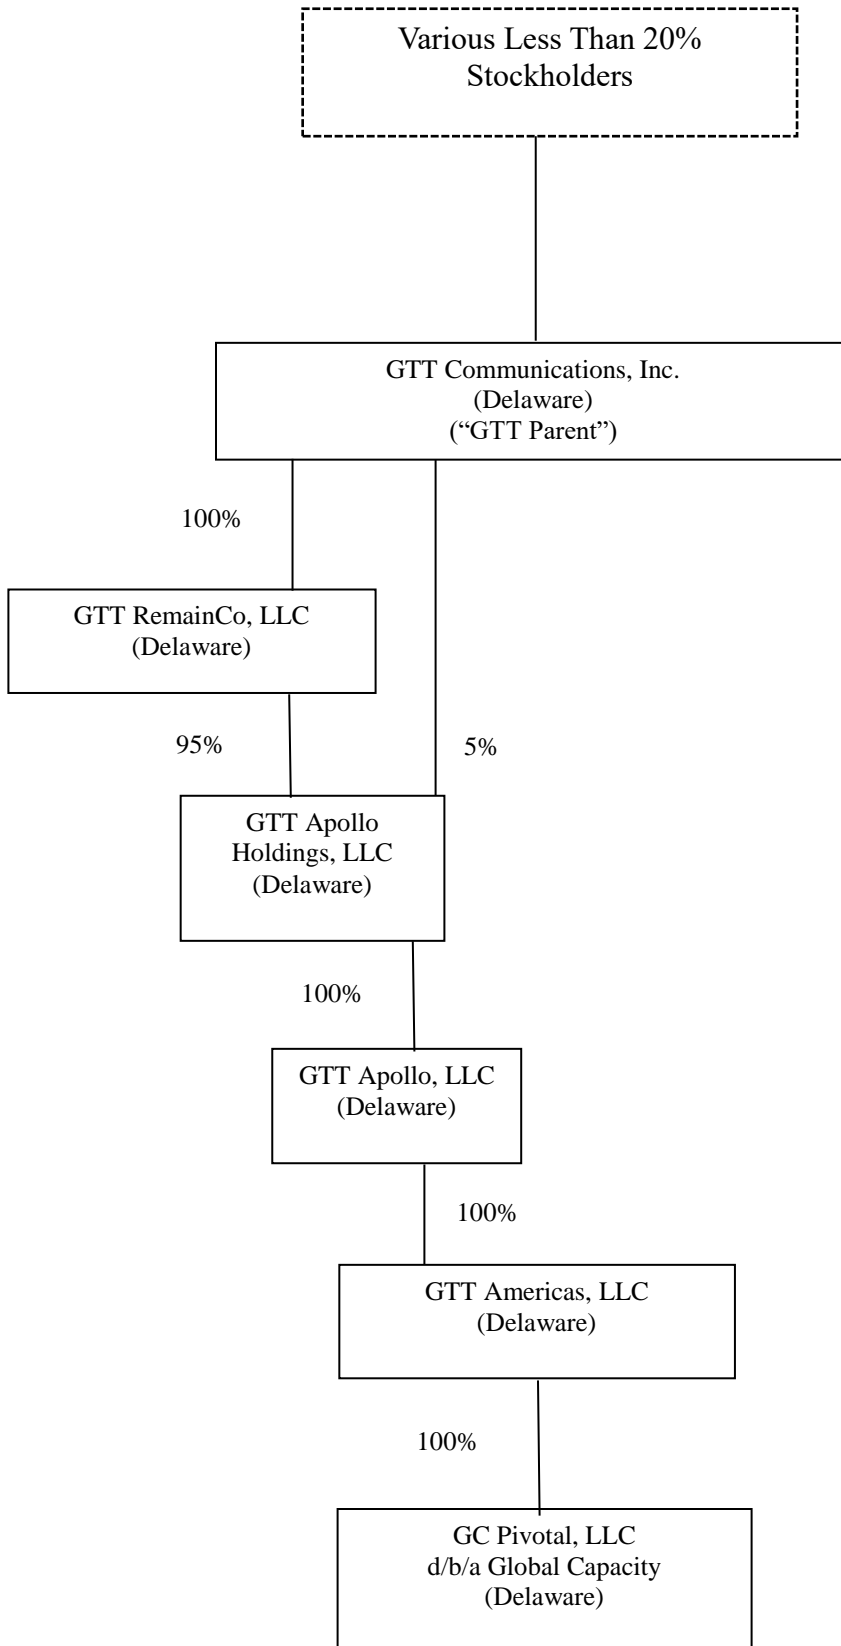 Various Less Than 20%
Stockholders
GTT Communications, Inc.
(Delaware)
(“GTT Parent”)
100%
GTT RemainCo, LLC
(Delaware)
95%
5%
GTT Apollo
Holdings, LLC
(Delaware)
100%
GTT Apollo, LLC
(Delaware)
100%
GTT Americas, LLC
(Delaware)
100%
GC Pivotal, LLC
d/b/a Global Capacity
(Delaware)